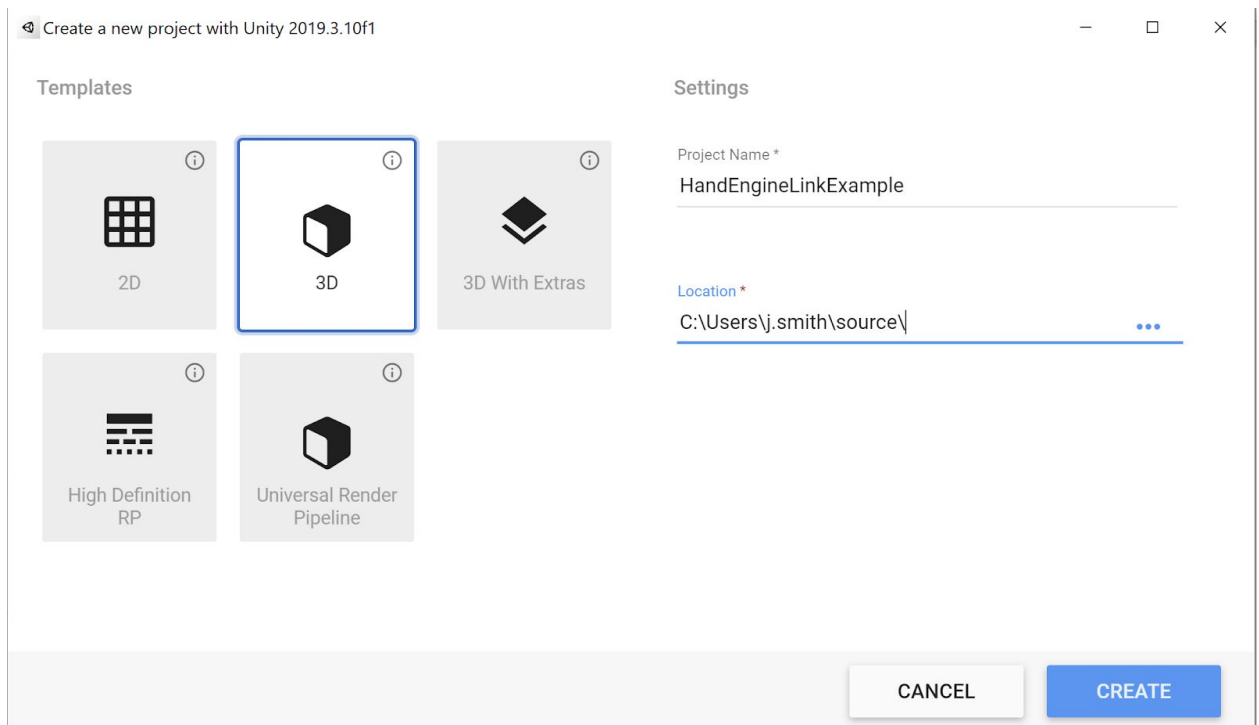 Create a new project with Unity 2019.3.10f1
Templates
2D
3D
3D With Extras
High Definition
RP
Universal Render
Pipeline
Settings
Project Name *
HandEngineLinkExample
Location *
C:\Users\j.smith\source\
CANCEL
CREATE